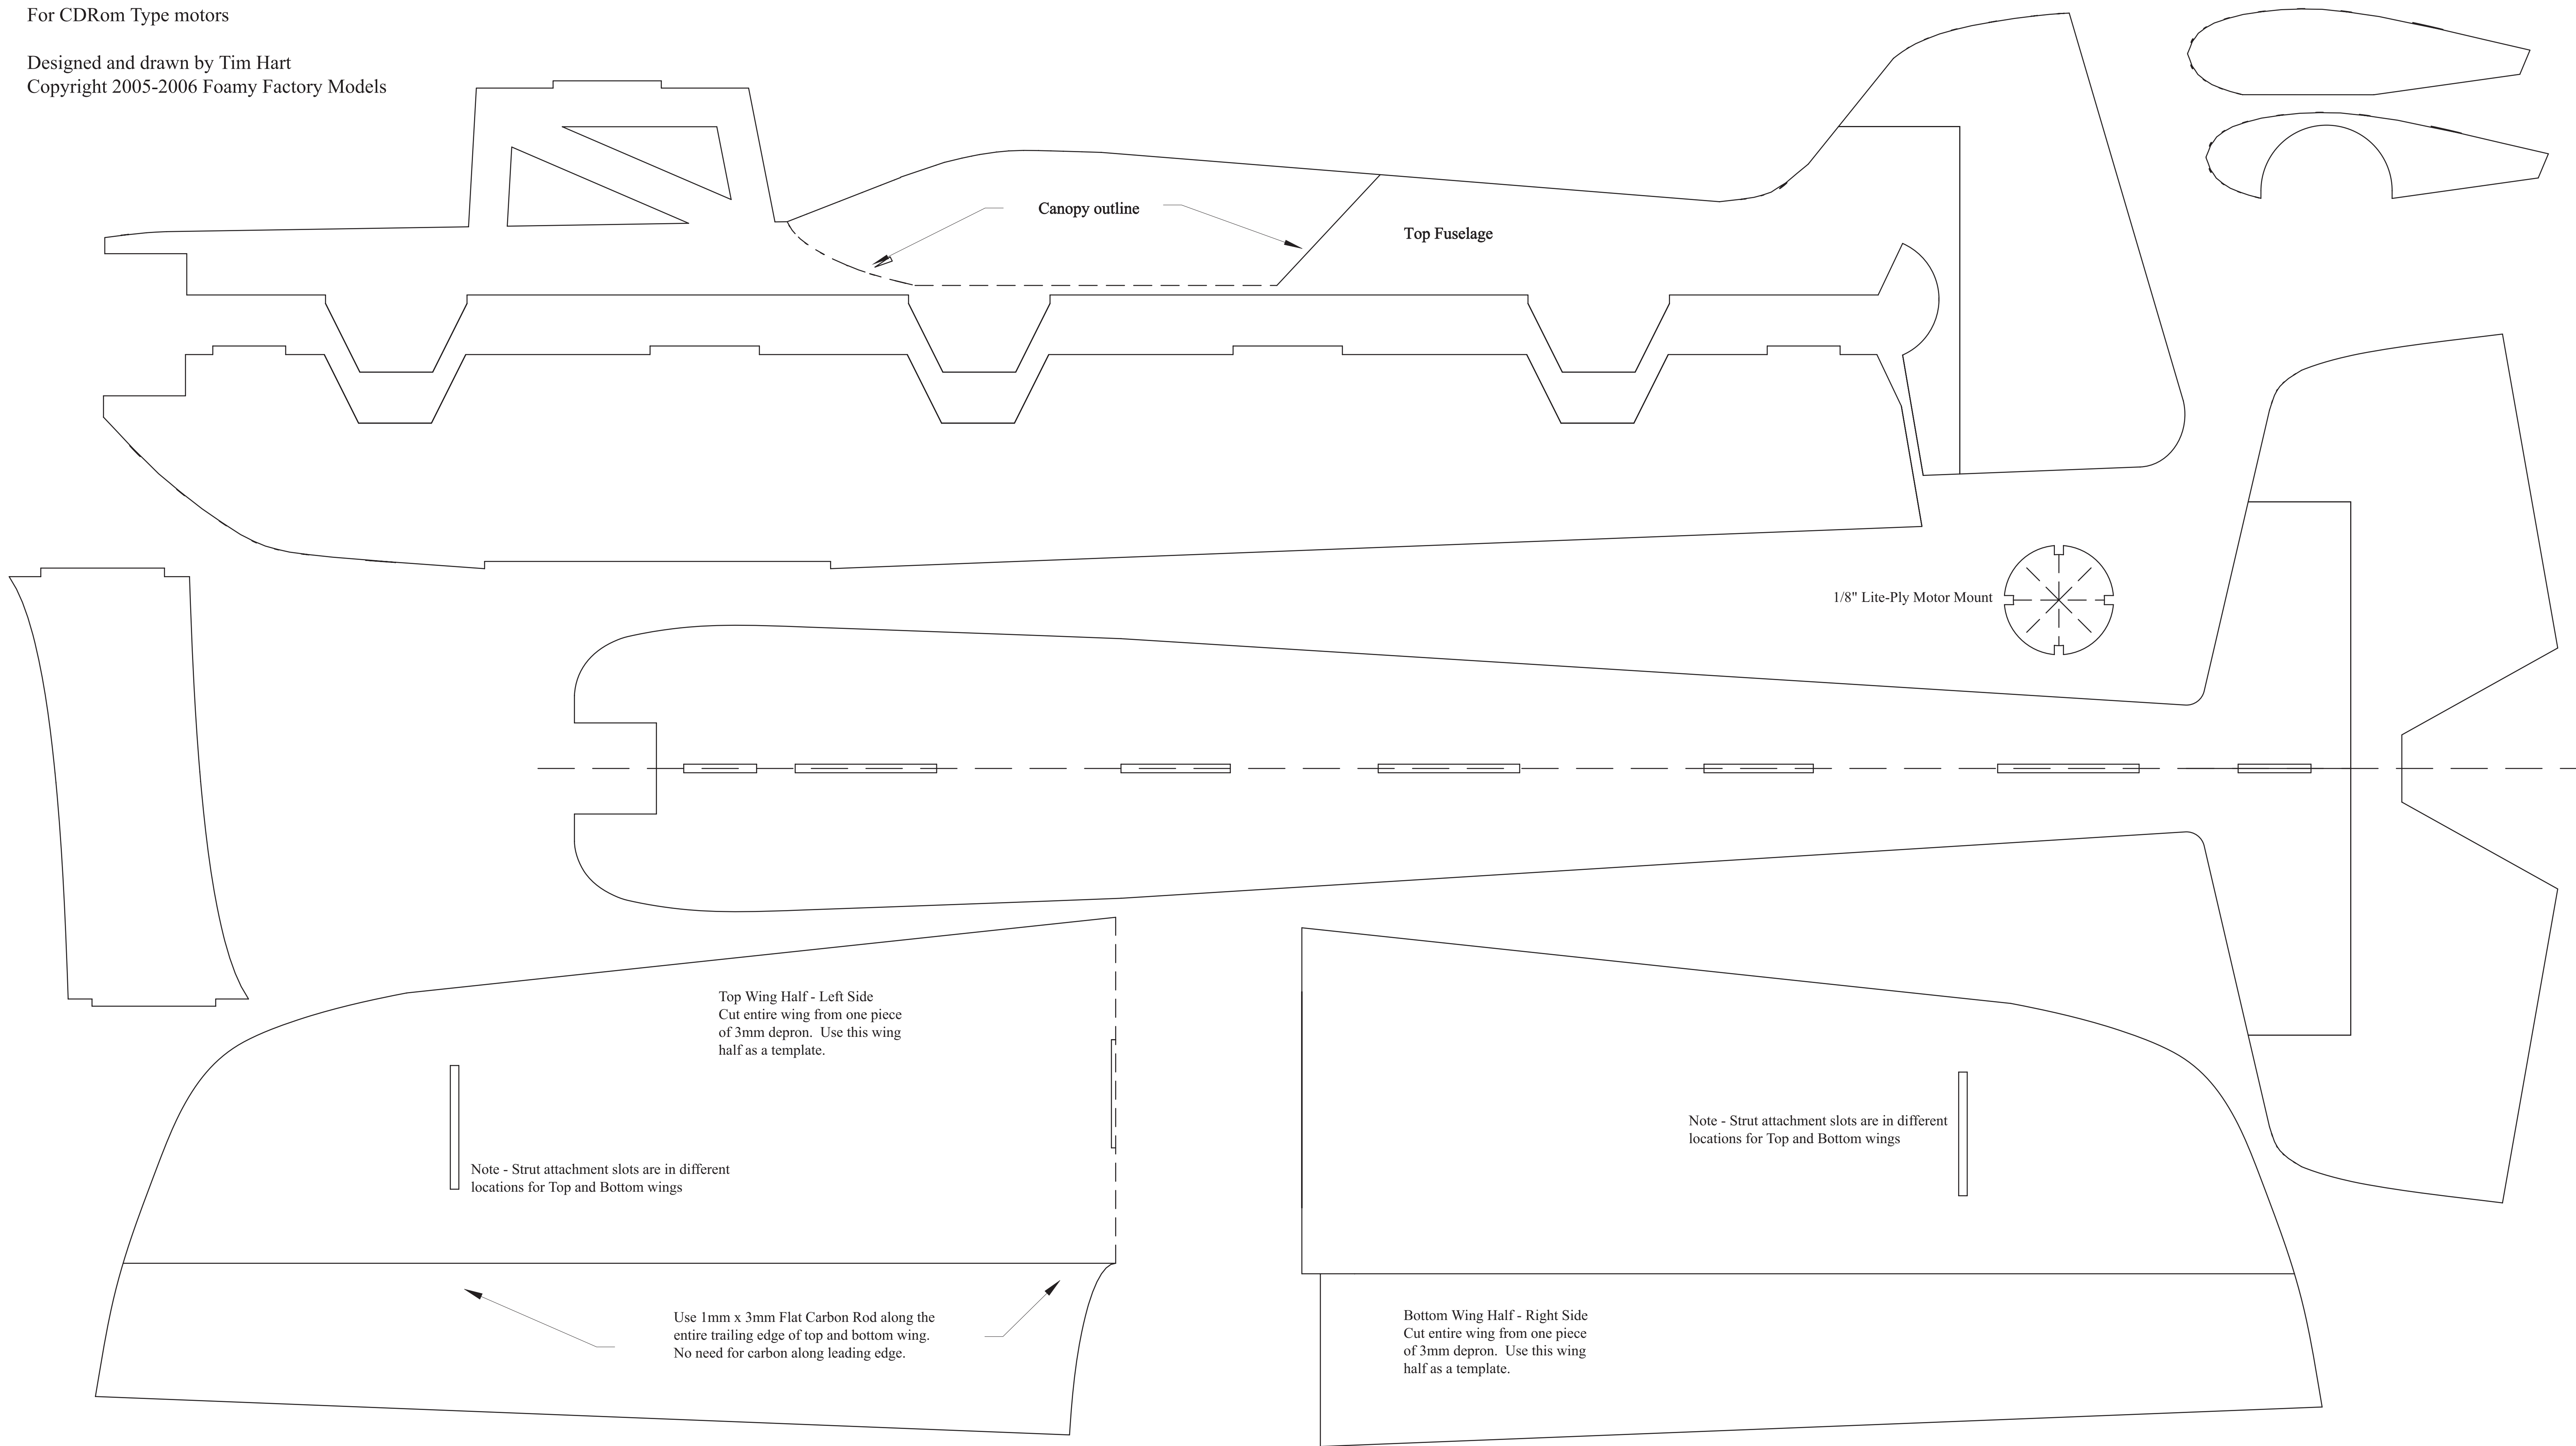 For CDRom Type motors
Designed and drawn by Tim Hart
Copyright 2005-2006 Foamy Factory Models
Canopy outline
Top Fuselage
1/8" Lite-Ply Motor Mount
Top Wing Half - Left Side
Cut entire wing from one piece
of 3mm depron.  Use this wing
half as a template.
Note - Strut attachment slots are in different
locations for Top and Bottom wings
Note - Strut attachment slots are in different
locations for Top and Bottom wings
Use 1mm x 3mm Flat Carbon Rod along the
entire trailing edge of top and bottom wing.
No need for carbon along leading edge.
Bottom Wing Half - Right Side
Cut entire wing from one piece
of 3mm depron.  Use this wing
half as a template.